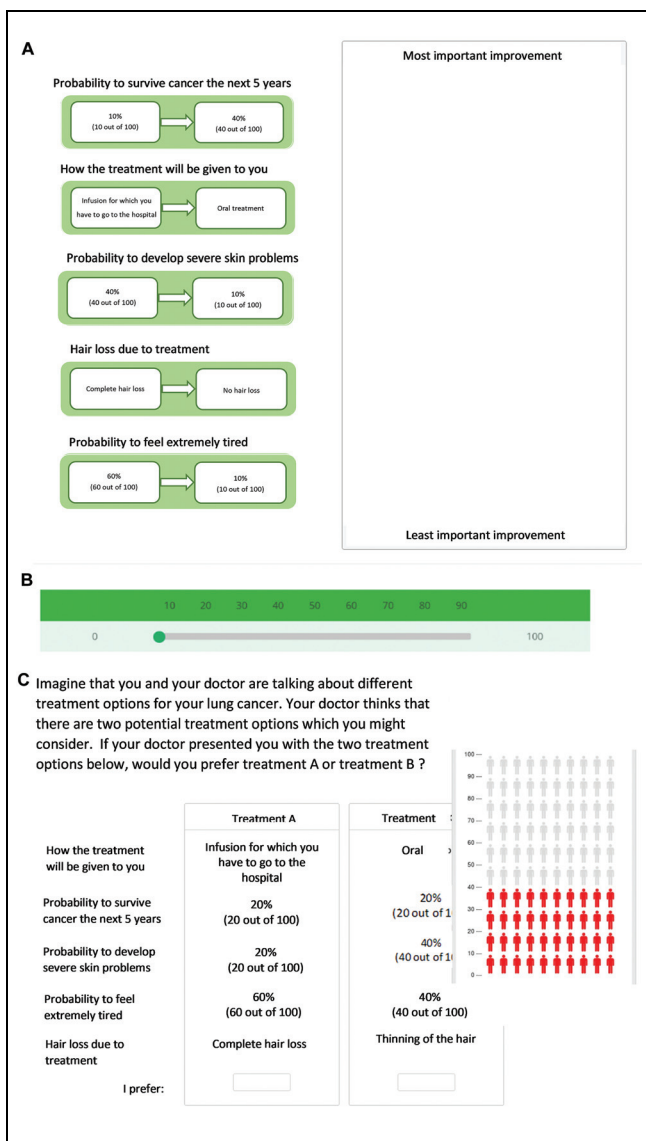 A
Most important improvement
Probability to survive cancer the next 5 years
10%
(10 out of 100)
40%
(40 out of 100)
How the treatment will be given to you
Infusion for which you
have to go to the hospital
Oral treatment
Probability to develop severe skin problems
40%
(40 out of 100)
10%
(10 out of 100)
Hair loss due to treatment
Complete hair loss
No hair loss
Probability to feel extremely tired
60%
(60 out of 100)
10%
(10 out of 100)
Least important improvement
B
10 20 30 40 50 60 70 80 90
0 100
C Imagine that you and your doctor are talking about different
treatment options for your lung cancer. Your doctor thinks that
there are two potential treatment options which you might
consider. If your doctor presented you with the two treatment
options below, would you prefer treatment A or treatment B ?
100
90
80
70
60
50
40
30
20
10
0
Treatment A
Treatment
How the treatment
will be given to you
Infusion for which you
have to go to the
hospital
Oral
Probability to survive
cancer the next 5 years
20%
(20 out of 100)
20%
(20 out of 1
Probability to develop
severe skin problems
20%
(20 out of 100)
40%
(40 out of 1
Probability to feel
extremely tired
60%
(60 out of 100)
40%
(40 out of 100)
Hair loss due to
treatment
Complete hair loss
Thinning of the hair
I prefer: